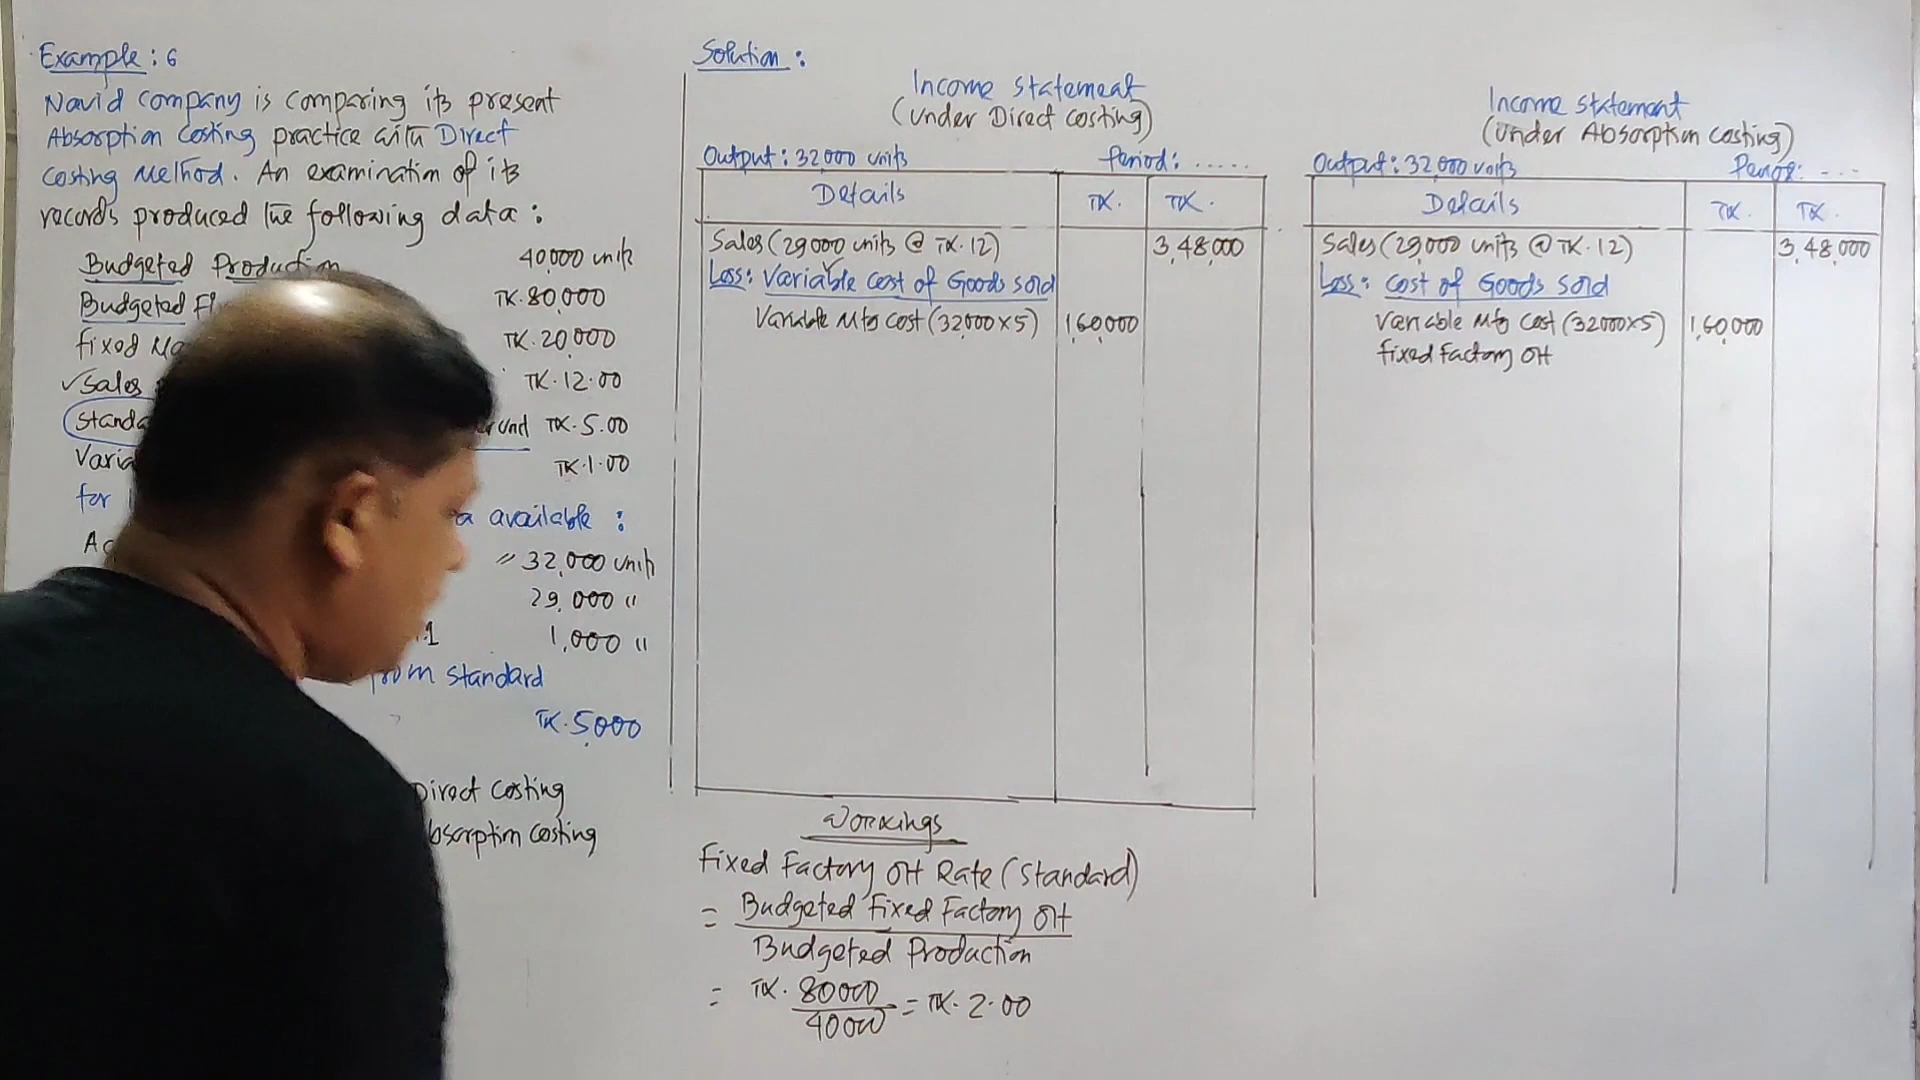 Example: 6
Navid Company is comparing its present
Absorption Costing practice with Direct
Costing Method. An examination of its
records produced the following data:
Budgeted Production 40,000 units
Budgeted TK. 80,000
fixed TK. 20,000
✓Sales TK. 12.00
TK. 5.00
TK. 1.00
for available :
" 32,000 units
29,000 "
1,000 "
from standard
TK. 5,000
Direct Costing
Absorption Costing
Solution :
Income Statement
(Under Direct Costing)
Output: 32,000 units Period: .....
Details TK. TK.
Sales (29,000 units @ TK. 12) 3,48,000
Less: Variable Cost of Goods Sold
Variable Mfg Cost (32,000×5) 1,60,000
Workings
Fixed Factory OH Rate (Standard)
= Budgeted Fixed Factory OH
Budgeted Production
= TK. 80000
40000 = TK. 2.00
Income Statement
(Under Absorption Costing)
Output: 32,000 units Period: ....
Details TK. TK.
Sales (29,000 units @ TK. 12) 3,48,000
Less: Cost of Goods Sold
Variable Mfg Cost (32000×5) 1,60,000
Fixed Factory OH